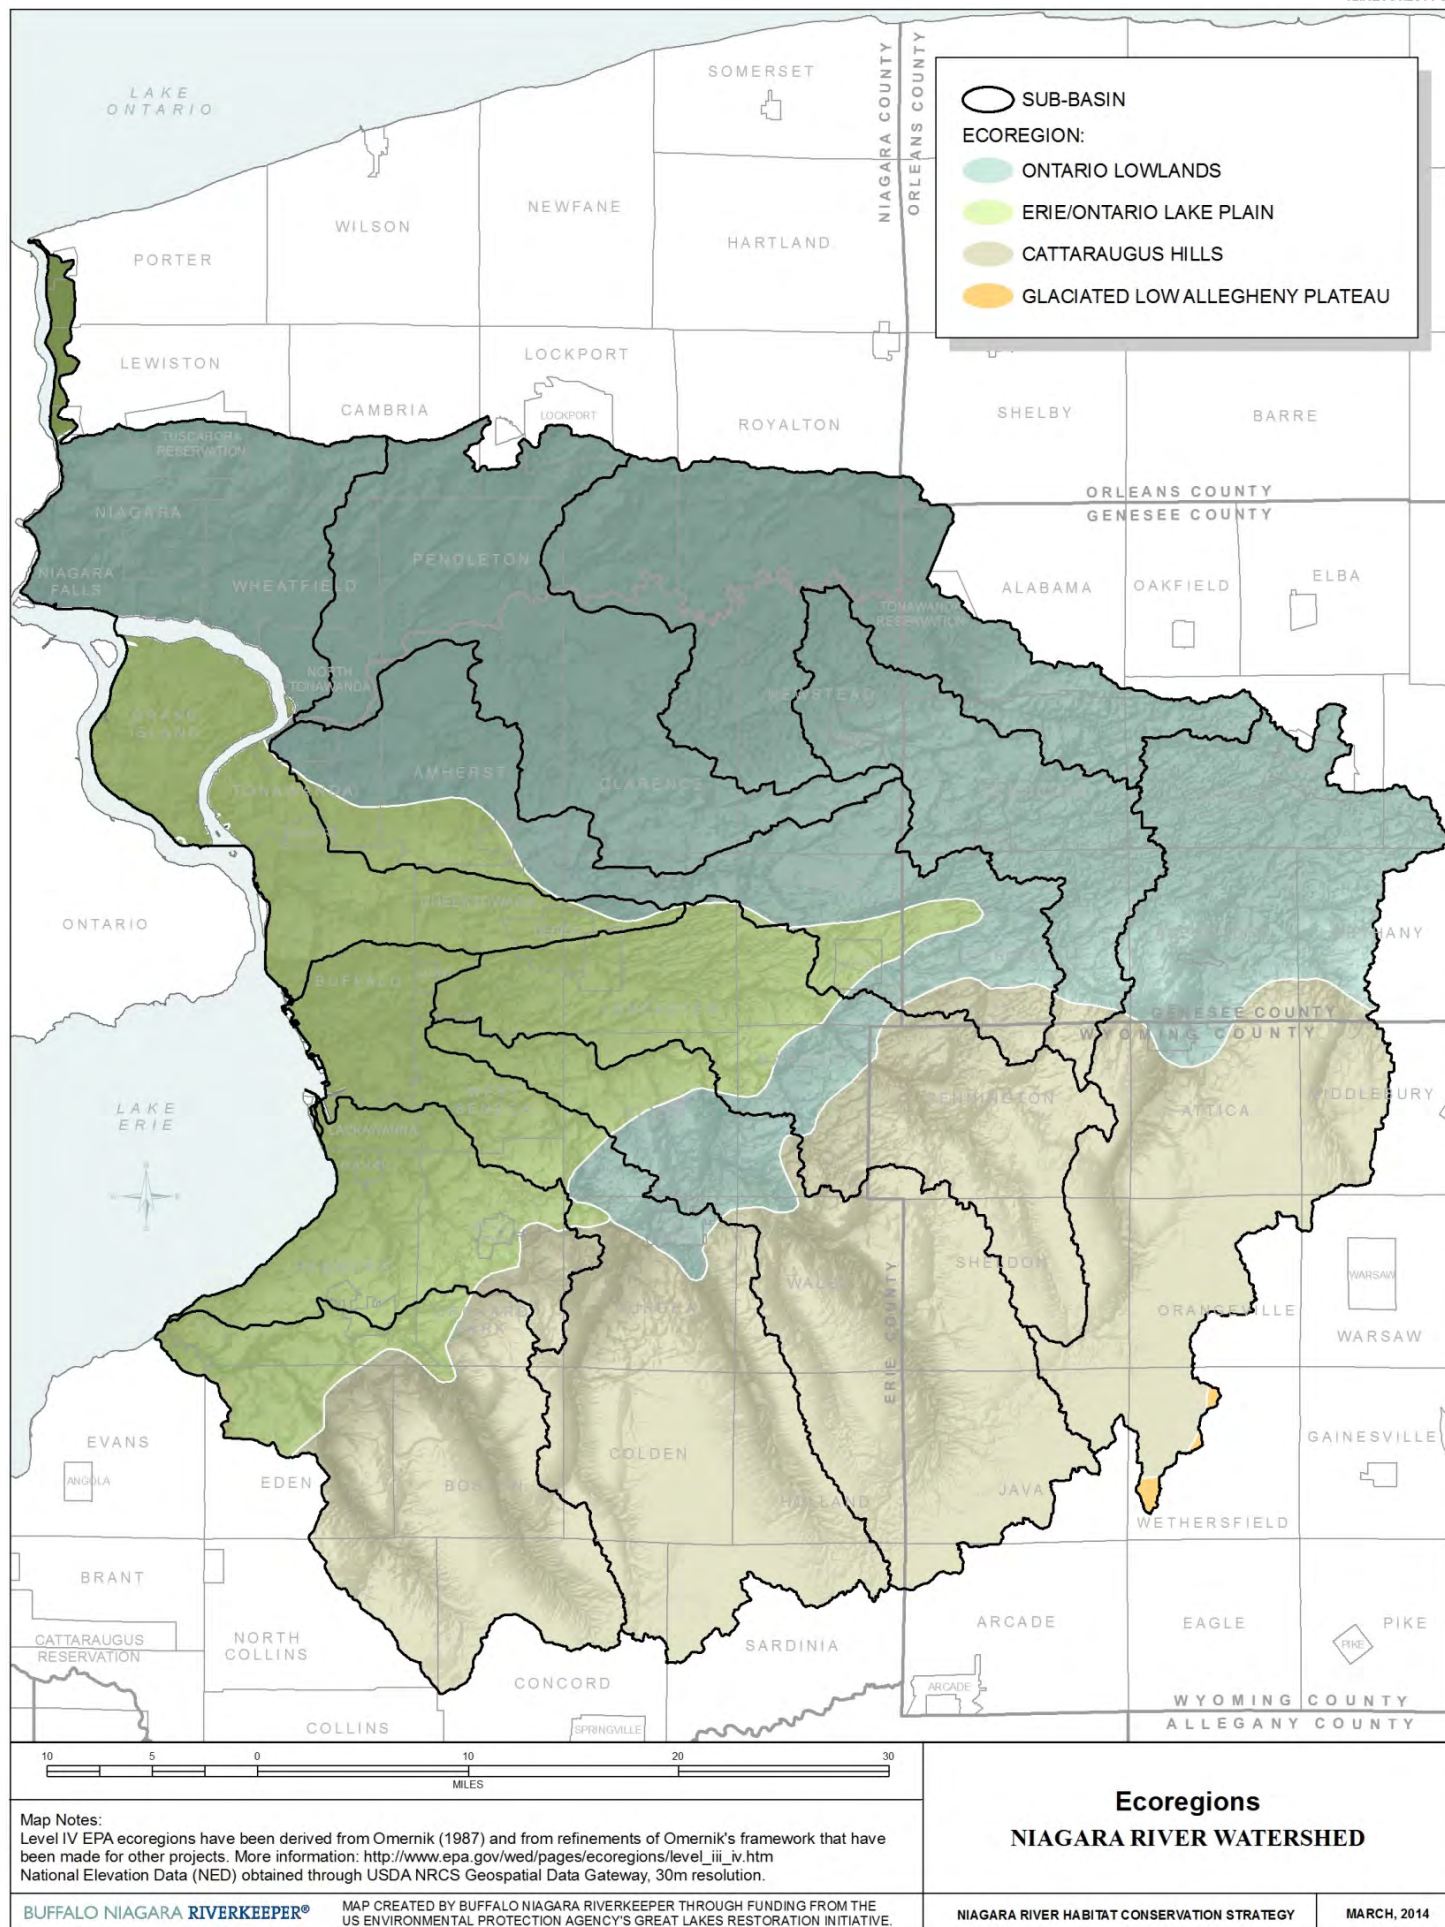 LAKE
ONTARIO
SOMERSET
NIAGARA COUNTY
ORLEANS COUNTY
SUB-BASIN
ECOREGION:
ONTARIO LOWLANDS
ERIE/ONTARIO LAKE PLAIN
CATTARAUGUS HILLS
GLACIATED LOW ALLEGHENY PLATEAU
NEWFANE
WILSON
HARTLAND
PORTER
LEWISTON
LOCKPORT
CAMBRIA
LOCKPORT
ROYALTON
SHELBY
BARRE
TUSCARORA
RESERVATION
ORLEANS COUNTY
GENESEE COUNTY
NIAGARA
PENDLETON
NIAGARA
FALLS
WHEATFIELD
ALABAMA
OAKFIELD
ELBA
TONAWANDA
RESERVATION
NORTH
TONAWANDA
NEWSTEAD
GRAND
ISLAND
AMHERST
CLARENCE
TONAWANDA
CHEEKTOWAGA
ONTARIO
BUFFALO
GENESEE COUNTY
WYOMING COUNTY
LAKE
ERIE
SENECA
LACKAWANNA
BENNINGTON
ATTICA
MIDDLEBURY
SHELDON
WALES
AURORA
ORCHARD
PARK
WARSAW
ORANGEVILLE
WARSAW
ERIE COUNTY
EVANS
ANGOLA
EDEN
BOSTON
COLDEN
HOLLAND
JAVA
GAINESVILLE
WETHERSFIELD
BRANT
CATTARAUGUS
RESERVATION
NORTH
COLLINS
SARDINIA
ARCADE
EAGLE
PIKE
PIKE
CONCORD
ARCADE
COLLINS
SPRINGVILLE
WYOMING COUNTY
ALLEGANY COUNTY
10 5 0 10 20 30
MILES
Map Notes:
Level IV EPA ecoregions have been derived from Omernik (1987) and from refinements of Omernik's framework that have
been made for other projects. More information: http://www.epa.gov/wed/pages/ecoregions/level_iii_iv.htm
National Elevation Data (NED) obtained through USDA NRCS Geospatial Data Gateway, 30m resolution.
Ecoregions
NIAGARA RIVER WATERSHED
BUFFALO NIAGARA RIVERKEEPER®
MAP CREATED BY BUFFALO NIAGARA RIVERKEEPER THROUGH FUNDING FROM THE
US ENVIRONMENTAL PROTECTION AGENCY'S GREAT LAKES RESTORATION INITIATIVE.
NIAGARA RIVER HABITAT CONSERVATION STRATEGY
MARCH, 2014